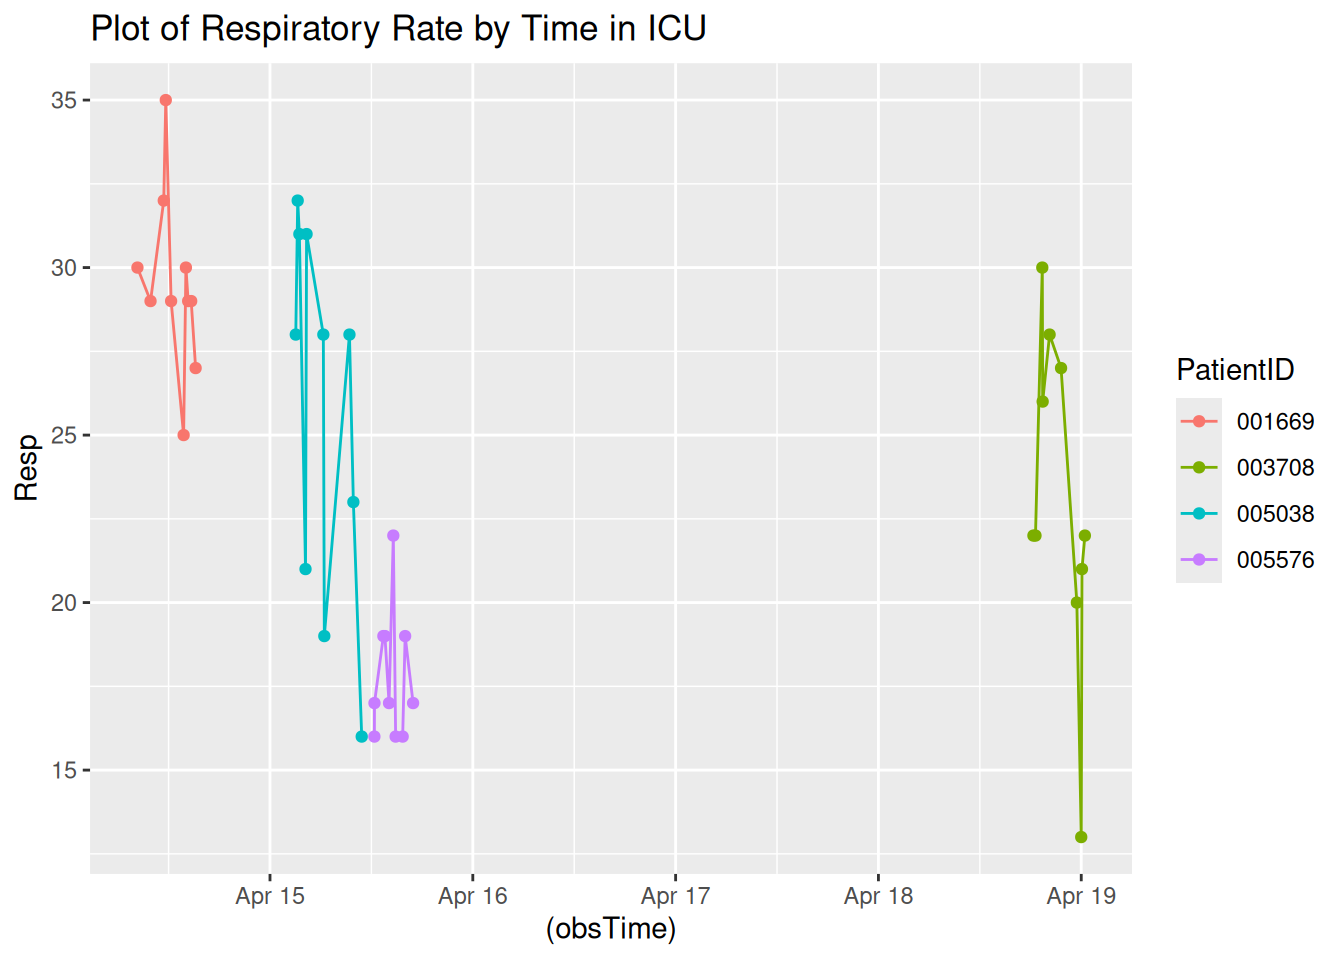 Plot of Respiratory Rate by Time in ICU
35
30
25
20
15
Resp
Apr 15
Apr 16
Apr 17
Apr 18
Apr 19
(obsTime)
PatientID
001669
003708
005038
005576